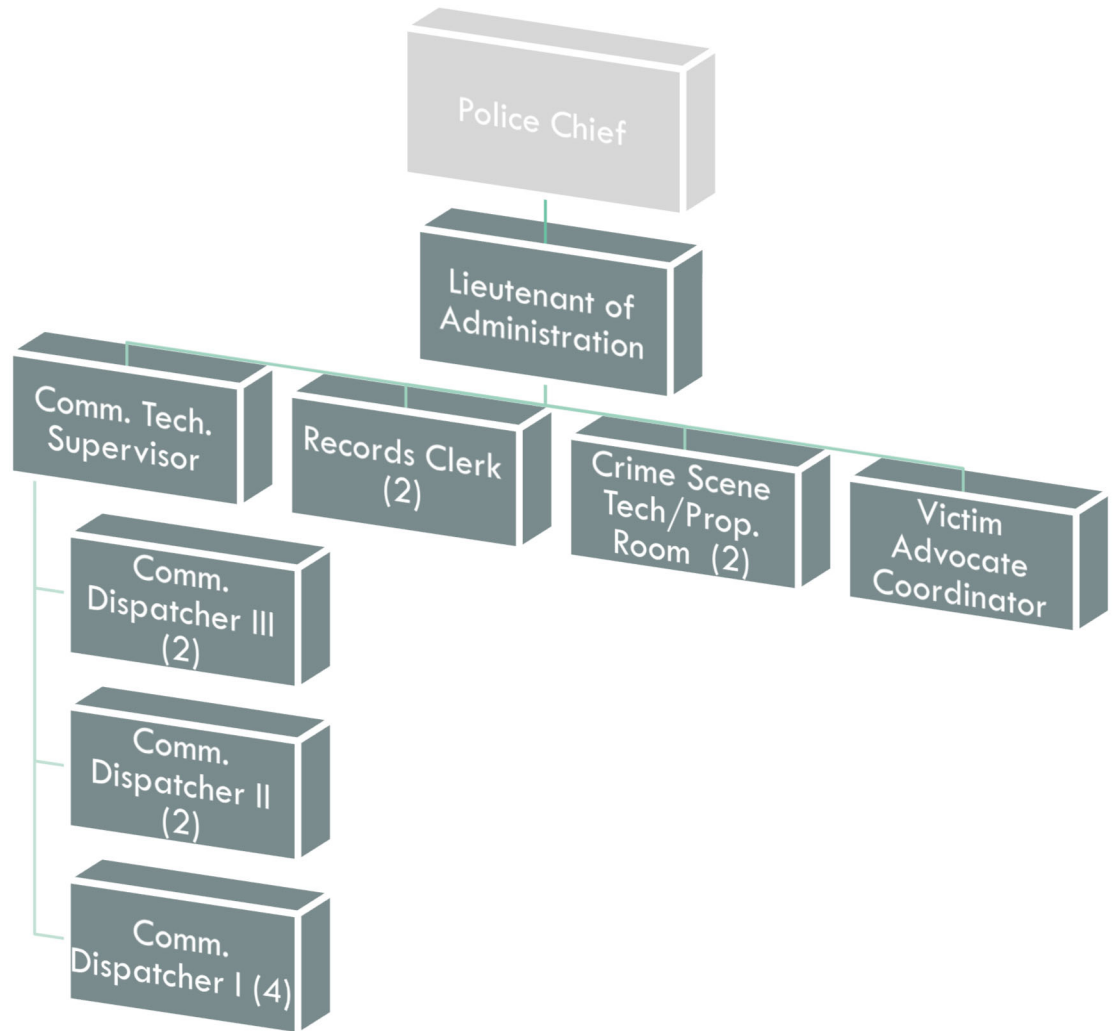 Police Chief
Lieutenant of
Administration
Comm. Tech.
Supervisor
Records Clerk
(2)
Crime Scene
Tech/Prop.
Room (2)
Victim
Advocate
Coordinator
Comm.
Dispatcher III
(2)
Comm.
Dispatcher II
(2)
Comm.
Dispatcher I (4)